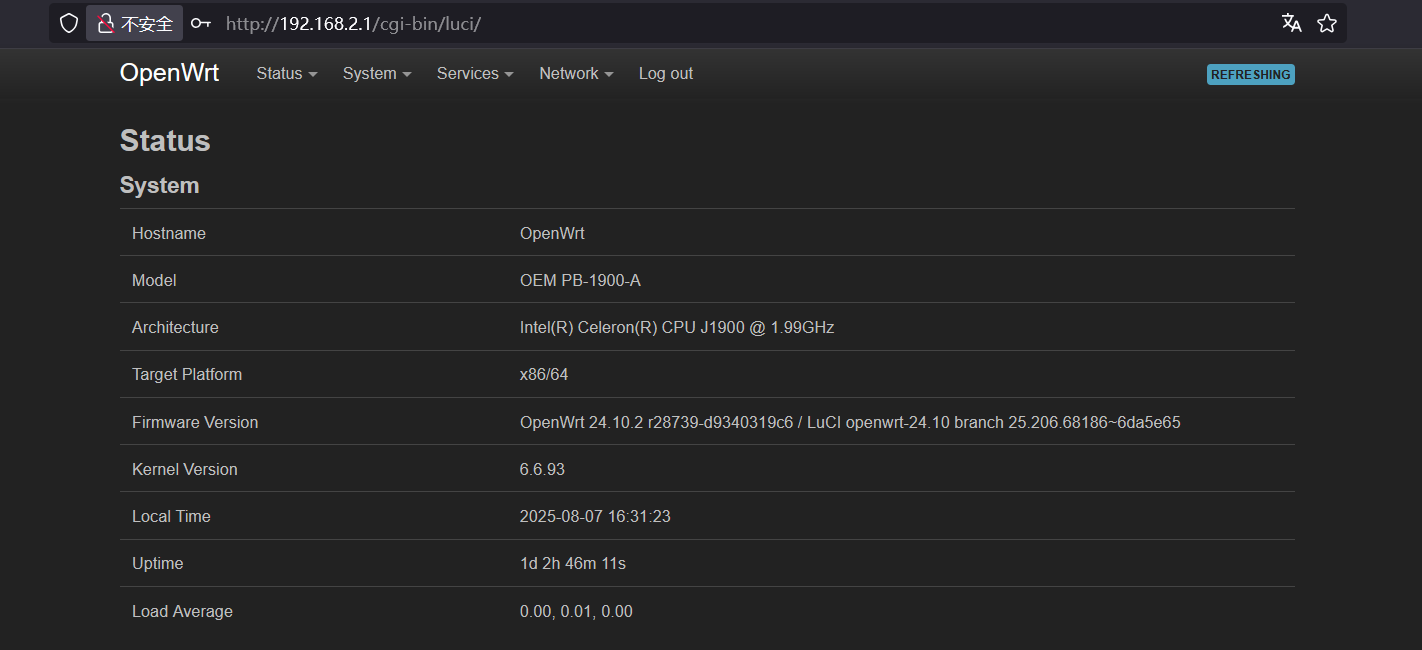 不安全 http://192.168.2.1/cgi-bin/luci/
OpenWrt Status System Services Network Log out REFRESHING
Status
System
Hostname OpenWrt
Model OEM PB-1900-A
Architecture Intel(R) Celeron(R) CPU J1900 @ 1.99GHz
Target Platform x86/64
Firmware Version OpenWrt 24.10.2 r28739-d9340319c6 / LuCI openwrt-24.10 branch 25.206.68186~6da5e65
Kernel Version 6.6.93
Local Time 2025-08-07 16:31:23
Uptime 1d 2h 46m 11s
Load Average 0.00, 0.01, 0.00